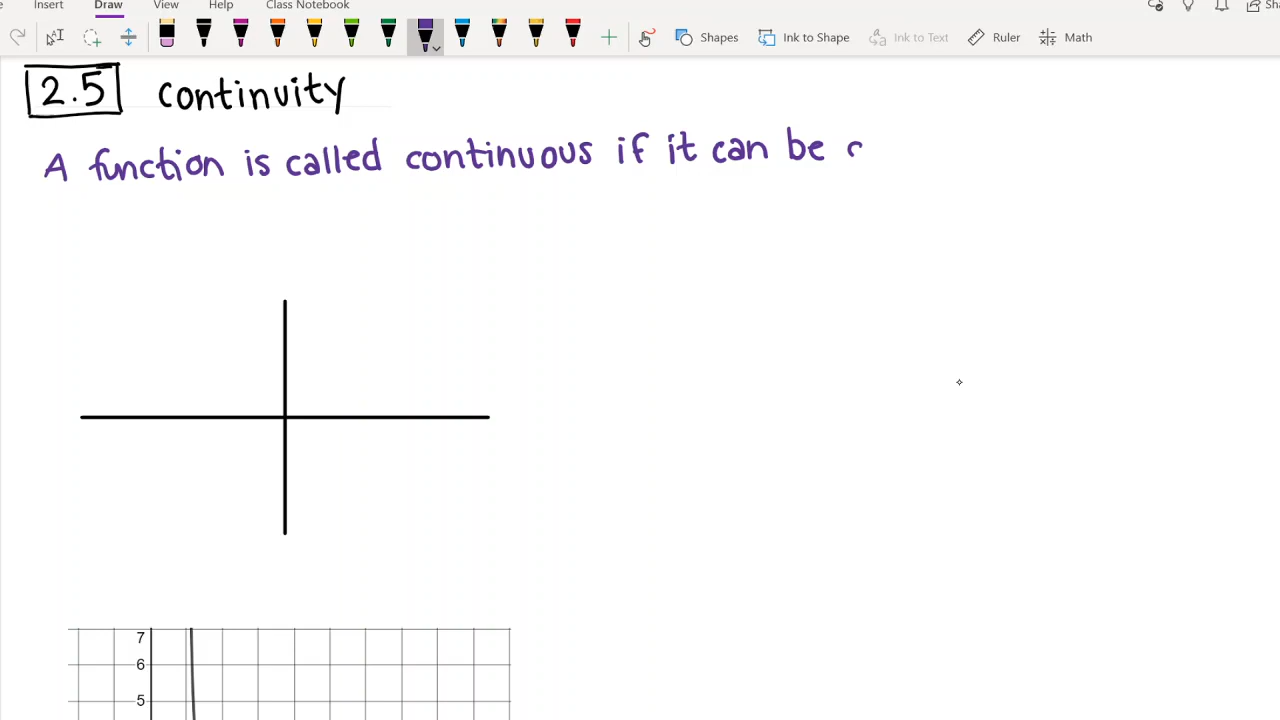 Insert Draw View Help Class Notebook
Shapes Ink to Shape Ink to Text Ruler Math
2.5 continuity
A function is called continuous if it can be
7
6
5